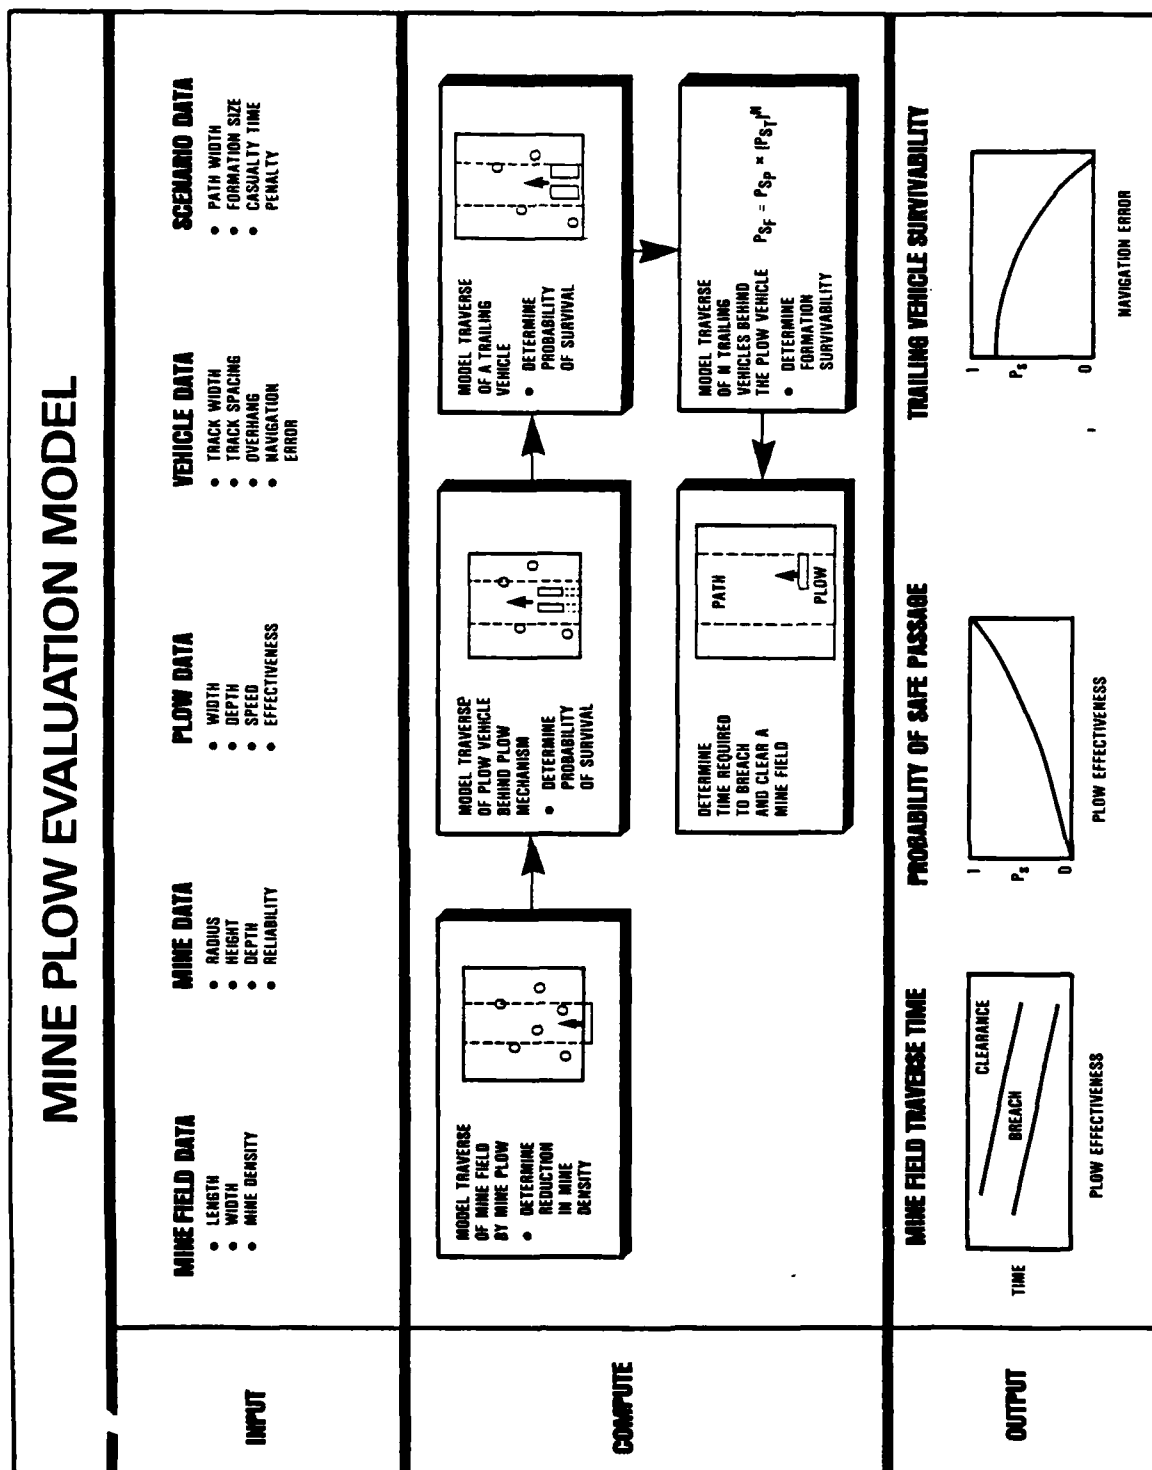 MINE PLOW EVALUATION MODEL
INPUT
MINE FIELD DATA
• LENGTH
• WIDTH
• MINE DENSITY
MINE DATA
• RADIUS
• HEIGHT
• DEPTH
• RELIABILITY
PLOW DATA
• WIDTH
• DEPTH
• SPEED
• EFFECTIVENESS
VEHICLE DATA
• TRACK WIDTH
• TRACK SPACING
• OVERHANG
• NAVIGATION
ERROR
SCENARIO DATA
• PATH WIDTH
• FORMATION SIZE
• CASUALTY TIME
PENALTY
COMPUTE
MODEL TRAVERSE
OF MINE FIELD
BY MINE PLOW
• DETERMINE
REDUCTION
IN MINE
DENSITY
MODEL TRAVERSE
OF PLOW VEHICLE
BEHIND PLOW
MECHANISM
• DETERMINE
PROBABILITY
OF SURVIVAL
MODEL TRAVERSE
OF A TRAILING
VEHICLE
• DETERMINE
PROBABILITY
OF SURVIVAL
MODEL TRAVERSE
OF N TRAILING
VEHICLES BEHIND
THE PLOW VEHICLE
• DETERMINE
FORMATION
SURVIVABILITY
PSF = PSP × (PST)N
DETERMINE
TIME REQUIRED
TO BREACH
AND CLEAR A
MINE FIELD
PATH
PLOW
OUTPUT
MINE FIELD TRAVERSE TIME
TIME
CLEARANCE
BREACH
PLOW EFFECTIVENESS
PROBABILITY OF SAFE PASSAGE
1
Ps
0
PLOW EFFECTIVENESS
TRAILING VEHICLE SURVIVABILITY
1
Ps
0
NAVIGATION ERROR